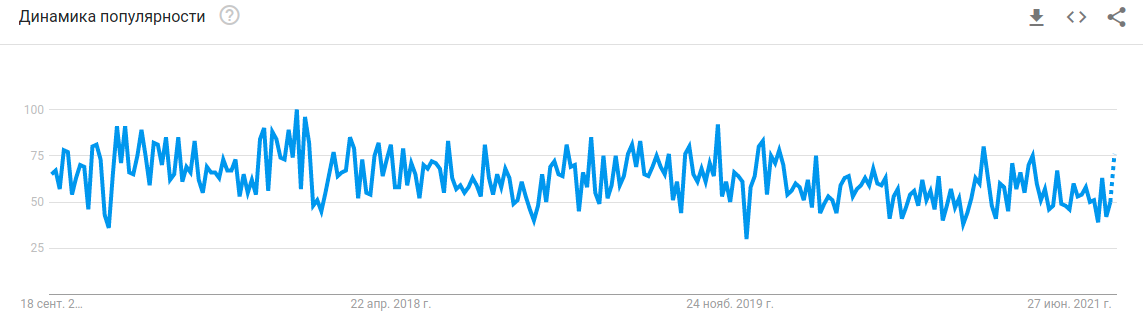 Динамика популярности
100
75
50
25
18 сент. 2…
22 апр. 2018 г.
24 нояб. 2019 г.
27 июн. 2021 г.